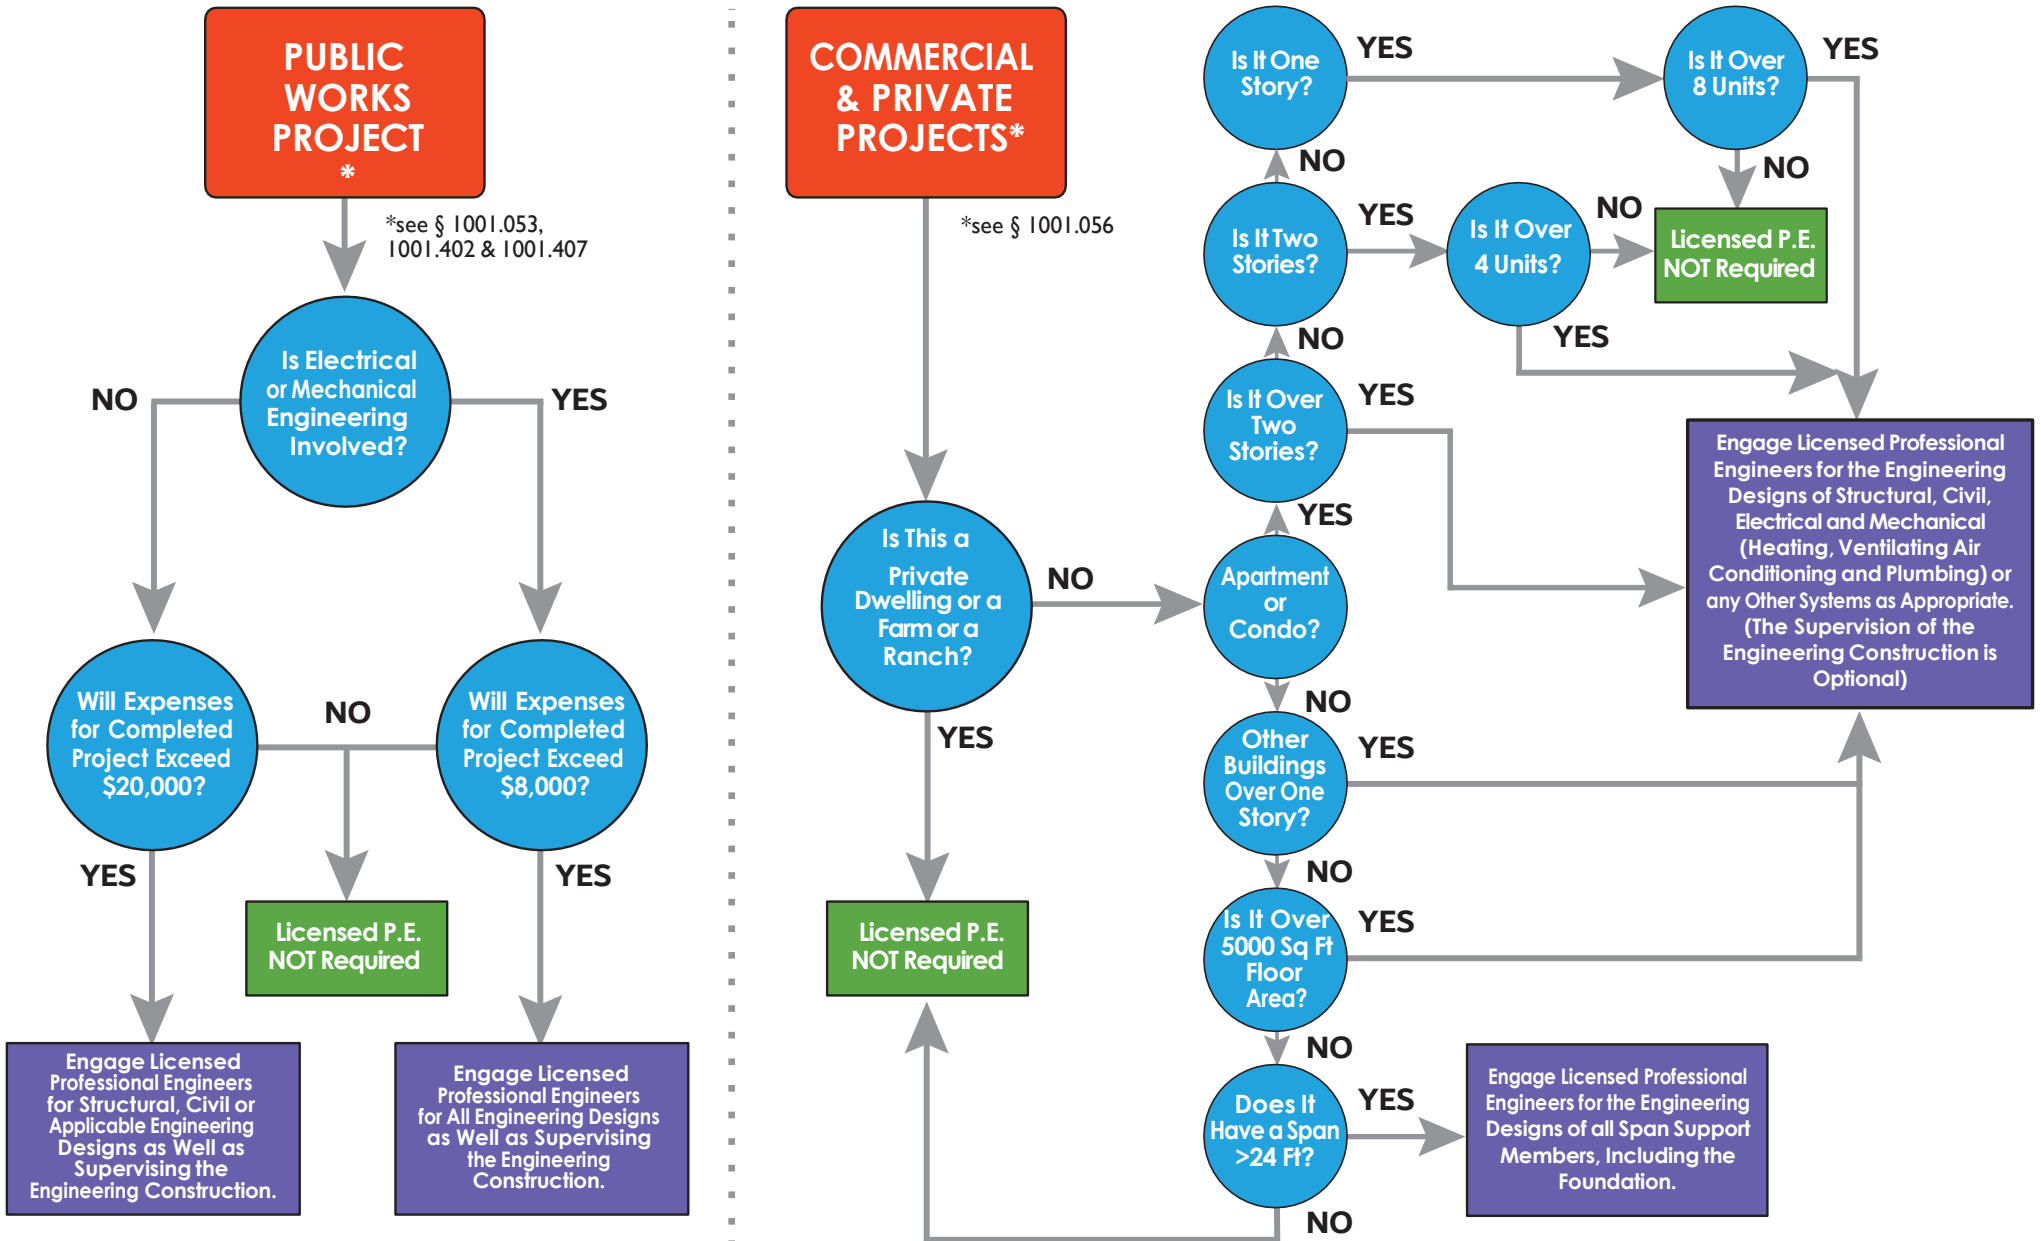 PUBLIC
WORKS
PROJECT
*
*see § 1001.053,
1001.402 & 1001.407
Is Electrical
or Mechanical
Engineering
Involved?
NO
YES
Will Expenses
for Completed
Project Exceed
$20,000?
NO
Will Expenses
for Completed
Project Exceed
$8,000?
YES
YES
Licensed P.E.
NOT Required
Engage Licensed
Professional Engineers
for Structural, Civil or
Applicable Engineering
Designs as Well as
Supervising the
Engineering Construction.
Engage Licensed
Professional Engineers
for All Engineering Designs
as Well as Supervising
the Engineering
Construction.
COMMERCIAL
& PRIVATE
PROJECTS*
*see § 1001.056
Is This a
Private
Dwelling or a
Farm or a
Ranch?
NO
YES
Licensed P.E.
NOT Required
Is It One
Story?
YES
Is It Over
8 Units?
YES
NO
NO
Is It Two
Stories?
YES
Is It Over
4 Units?
NO
Licensed P.E.
NOT Required
YES
NO
Is It Over
Two
Stories?
YES
YES
Apartment
or
Condo?
Engage Licensed Professional
Engineers for the Engineering
Designs of Structural, Civil,
Electrical and Mechanical
(Heating, Ventilating Air
Conditioning and Plumbing) or
any Other Systems as Appropriate.
(The Supervision of the
Engineering Construction is
Optional)
NO
Other
Buildings
Over One
Story?
YES
NO
Is It Over
5000 Sq Ft
Floor
Area?
YES
NO
Does It
Have a Span
>24 Ft?
YES
Engage Licensed Professional
Engineers for the Engineering
Designs of all Span Support
Members, Including the
Foundation.
NO